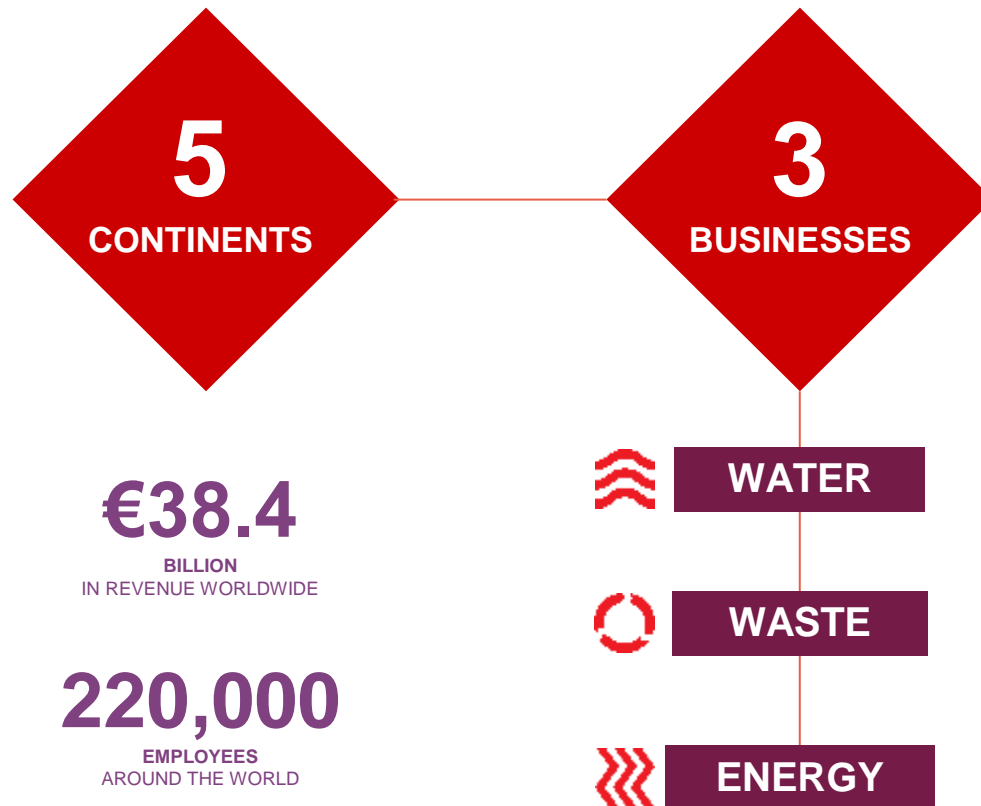 5
CONTINENTS
3
BUSINESSES
€38.4
BILLION
IN REVENUE WORLDWIDE
220,000
EMPLOYEES
AROUND THE WORLD
WATER
WASTE
ENERGY